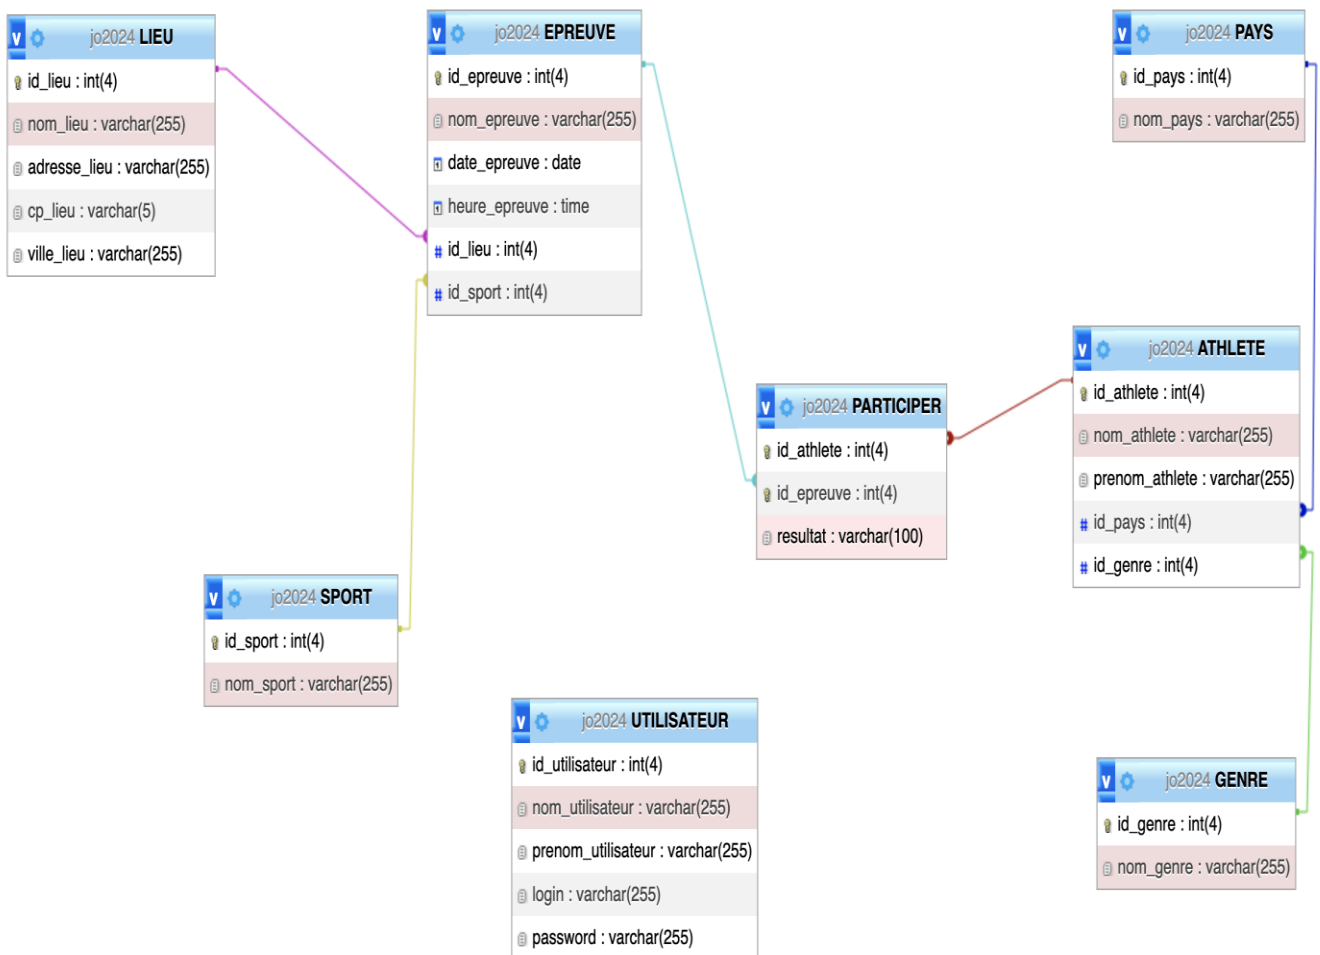 jo2024 LIEU
id_lieu : int(4)
nom_lieu : varchar(255)
adresse_lieu : varchar(255)
cp_lieu : varchar(5)
ville_lieu : varchar(255)
jo2024 EPREUVE
id_epreuve : int(4)
nom_epreuve : varchar(255)
date_epreuve : date
heure_epreuve : time
id_lieu : int(4)
id_sport : int(4)
jo2024 PAYS
id_pays : int(4)
nom_pays : varchar(255)
jo2024 ATHLETE
id_athlete : int(4)
nom_athlete : varchar(255)
prenom_athlete : varchar(255)
id_pays : int(4)
id_genre : int(4)
jo2024 PARTICIPER
id_athlete : int(4)
id_epreuve : int(4)
resultat : varchar(100)
jo2024 SPORT
id_sport : int(4)
nom_sport : varchar(255)
jo2024 UTILISATEUR
id_utilisateur : int(4)
nom_utilisateur : varchar(255)
prenom_utilisateur : varchar(255)
login : varchar(255)
password : varchar(255)
jo2024 GENRE
id_genre : int(4)
nom_genre : varchar(255)